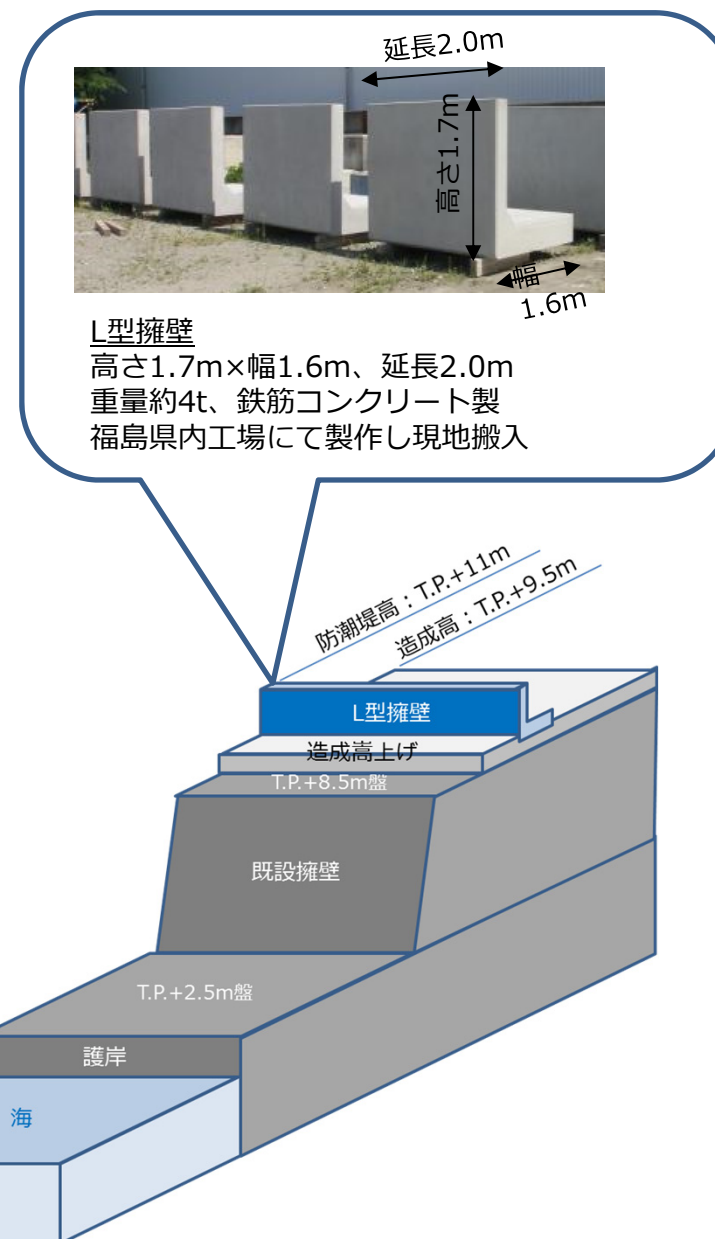 延長2.0m
高さ1.7m
幅
1.6m
L型擁壁
高さ1.7m×幅1.6m、延長2.0m
重量約4t、鉄筋コンクリート製
福島県内工場にて製作し現地搬入
防潮堤高：T.P.+11m
造成高：T.P.+9.5m
L型擁壁
造成嵩上げ
T.P.+8.5m盤
既設擁壁
T.P.+2.5m盤
護岸
海